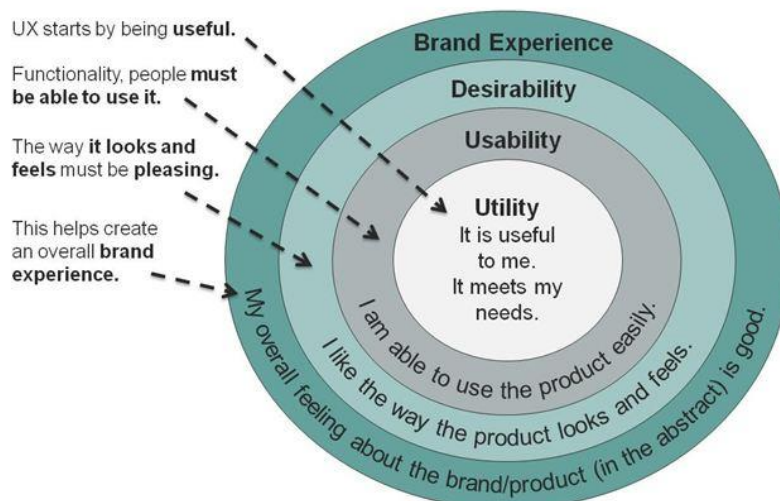 UX starts by being useful.
Functionality, people must
be able to use it.
The way it looks and
feels must be pleasing.
This helps create
an overall brand
experience.
Brand Experience
Desirability
Usability
Utility
It is useful
to me.
It meets my
needs.
I am able to use the product easily.
I like the way the product looks and feels.
My overall feeling about the brand/product (in the abstract) is good.